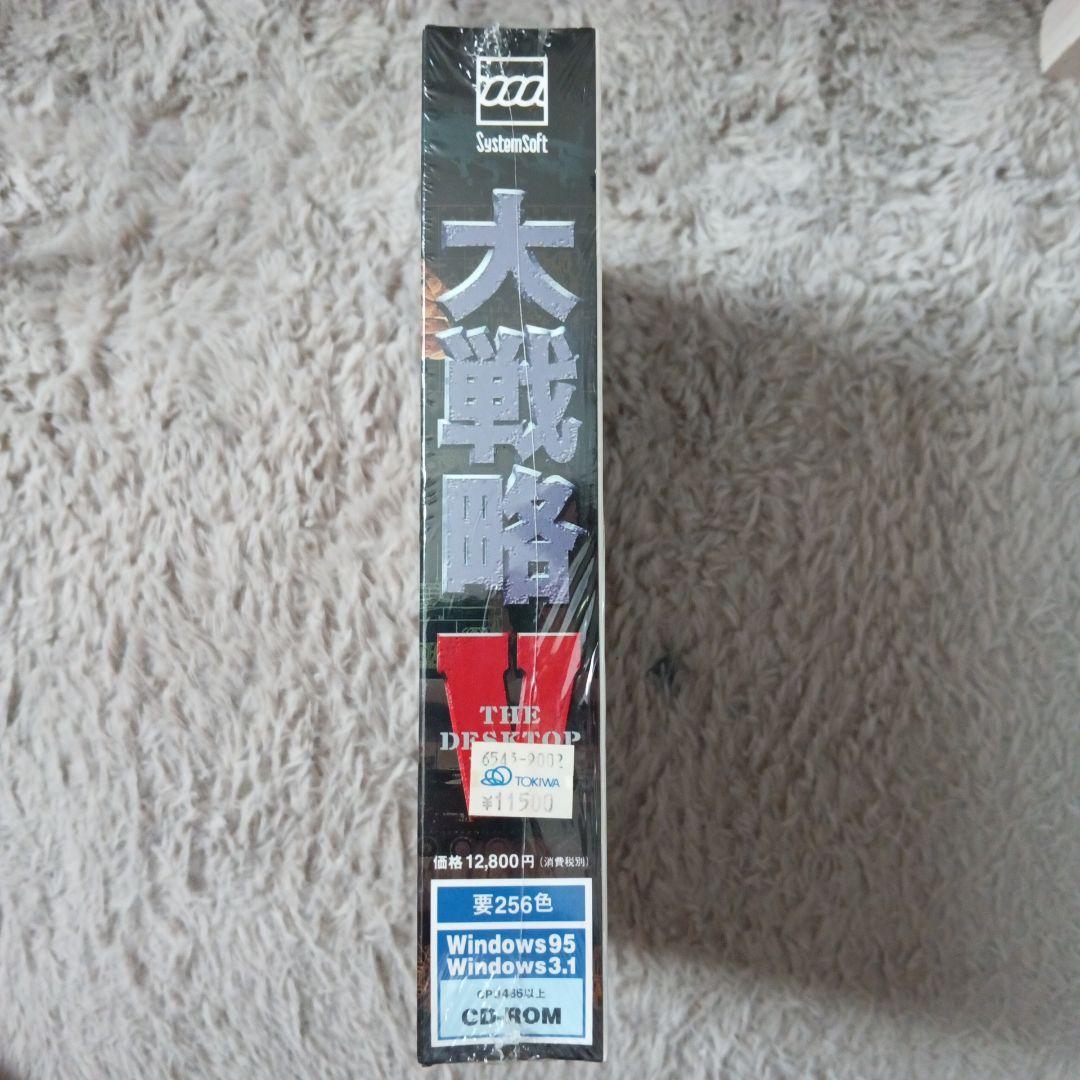 SystemSoft
大戦略
V
THE
DESKTOP
6543-9002
TOKIWA
¥11500
価格12,800円(消費税別)
要256色
Windows95
Windows3.1
CPU486以上
CD-ROM